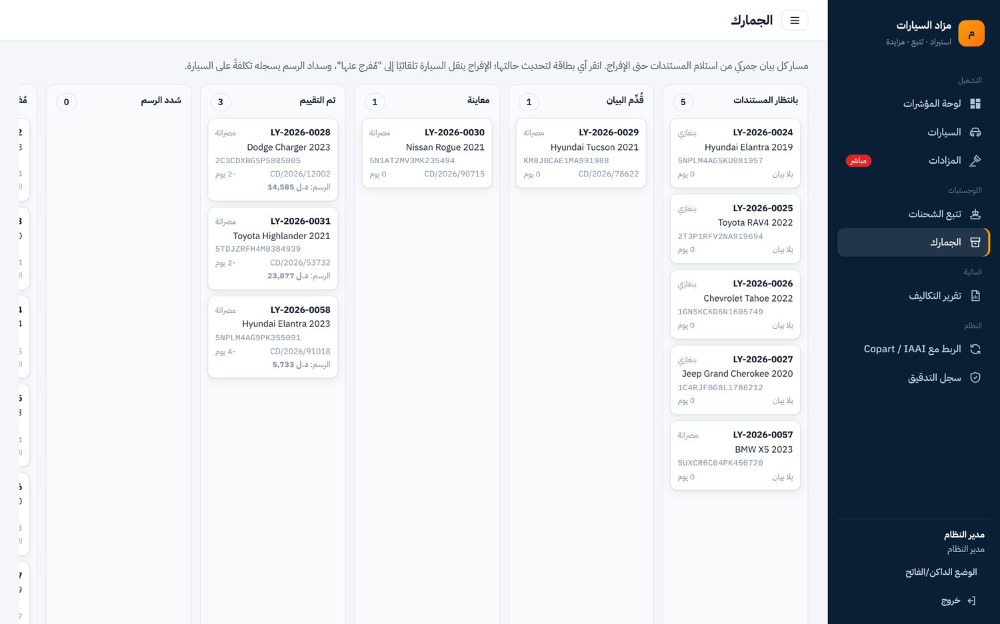 م
مزاد السيارات
استيراد · تتبع · مزايدة
التشغيل
لوحة المؤشرات
السيارات
المزادات
مباشر
اللوجستيات
تتبع الشحنات
الجمارك
المالية
تقرير التكاليف
النظام
الربط مع Copart / IAAI
سجل التدقيق
مدير النظام
مدير النظام
الوضع الداكن/الفاتح
خروج
الجمارك
مسار كل بيان جمركي من استلام المستندات حتى الإفراج. انقر أي بطاقة لتحديث حالتها؛ الإفراج ينقل السيارة تلقائيًا إلى "مُفرج عنها"، وسداد الرسم يسجله تكلفةً على السيارة.
بانتظار المستندات 5
LY-2026-0024 بنغازي
Hyundai Elantra 2019
5NPLM4AG5KU881957
بلا بيان 0 يوم
LY-2026-0025 بنغازي
Toyota RAV4 2022
2T3P1RFV2NA919694
بلا بيان 0 يوم
LY-2026-0026 بنغازي
Chevrolet Tahoe 2022
1GNSKCKD6N1605749
بلا بيان 0 يوم
LY-2026-0027 بنغازي
Jeep Grand Cherokee 2020
1C4RJFBG8L1786212
بلا بيان 0 يوم
LY-2026-0057 مصراتة
BMW X5 2023
5UXCR6C04PK450720
بلا بيان 0 يوم
قُدِّم البيان 1
LY-2026-0029 مصراتة
Hyundai Tucson 2021
KM8JBCAE1MA991988
CD/2026/78622 0 يوم
معاينة 1
LY-2026-0030 مصراتة
Nissan Rogue 2021
5N1AT2MV3MK235494
CD/2026/90715 0 يوم
تم التقييم 3
LY-2026-0028 مصراتة
Dodge Charger 2023
2C3CDXBG5P5885005
CD/2026/12002 -2 يوم
الرسم: د.ل 14,585
LY-2026-0031 مصراتة
Toyota Highlander 2021
5TDJZRFH4M0384939
CD/2026/53732 -2 يوم
الرسم: د.ل 23,877
LY-2026-0058 مصراتة
Hyundai Elantra 2023
5NPLM4AG9PK355091
CD/2026/91018 -4 يوم
الرسم: د.ل 5,733
سُدد الرسم 0